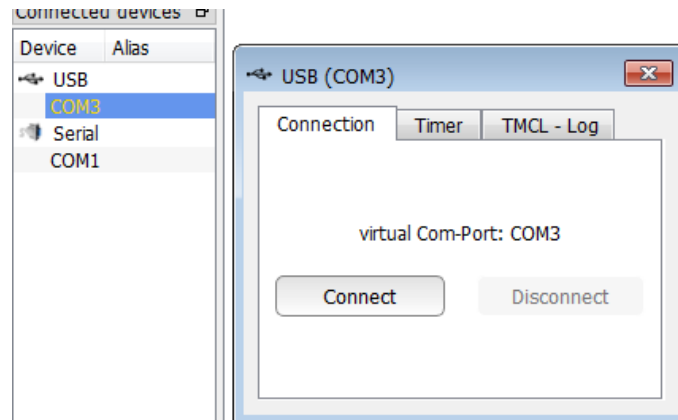 Connected devices
Device Alias
USB
COM3
Serial
COM1
USB (COM3)
Connection Timer TMCL - Log
virtual Com-Port: COM3
Connect Disconnect